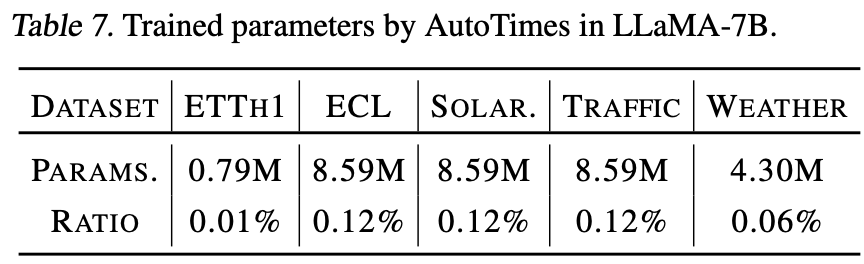 Table 7. Trained parameters by AutoTimes in LLaMA-7B.
DATASET ETTH1 ECL SOLAR. TRAFFIC WEATHER
PARAMS. 0.79M 8.59M 8.59M 8.59M 4.30M
RATIO 0.01% 0.12% 0.12% 0.12% 0.06%